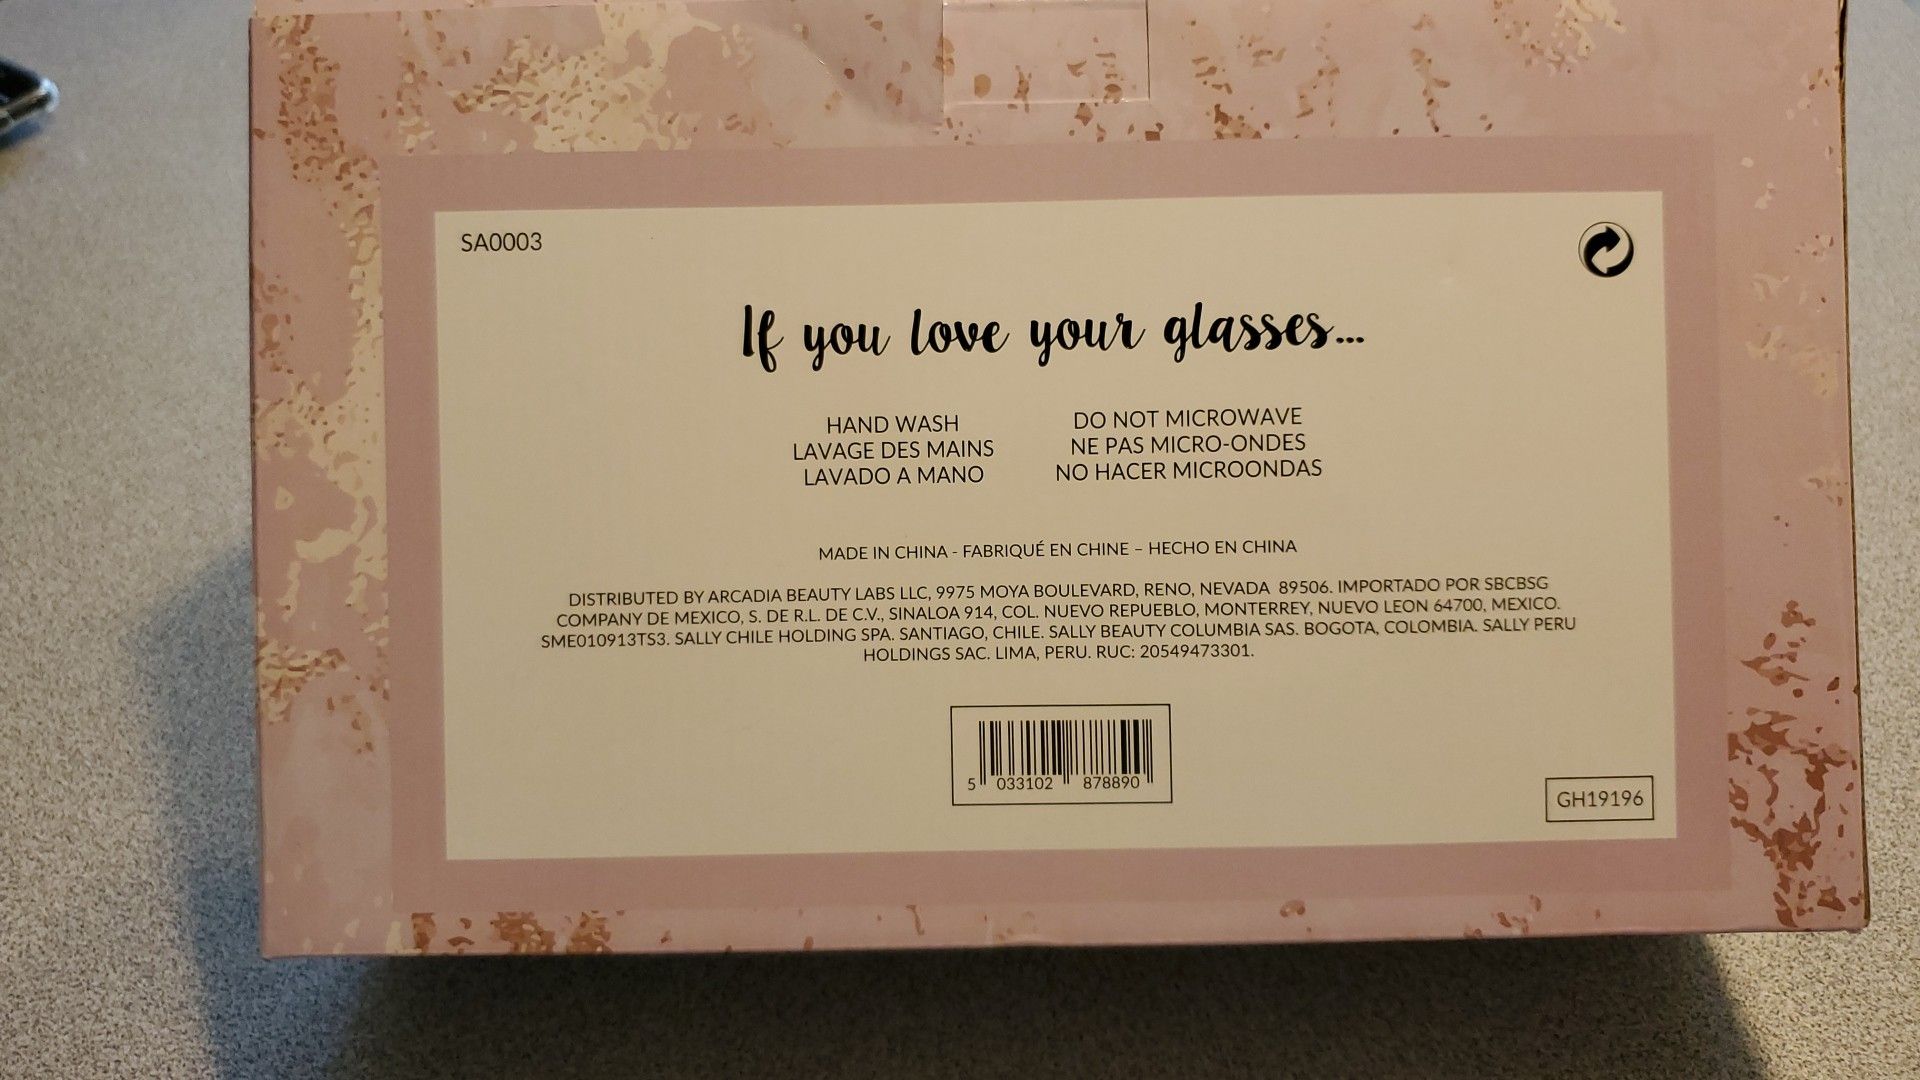 SA0003
If you love your glasses...
HAND WASH
LAVAGE DES MAINS
LAVADO A MANO
DO NOT MICROWAVE
NE PAS MICRO-ONDES
NO HACER MICROONDAS
MADE IN CHINA - FABRIQUÉ EN CHINE – HECHO EN CHINA
DISTRIBUTED BY ARCADIA BEAUTY LABS LLC, 9975 MOYA BOULEVARD, RENO, NEVADA 89506. IMPORTADO POR SBCBSG
COMPANY DE MEXICO, S. DE R.L. DE C.V., SINALOA 914, COL. NUEVO REPUEBLO, MONTERREY, NUEVO LEON 64700, MEXICO.
SME010913TS3. SALLY CHILE HOLDING SPA. SANTIAGO, CHILE. SALLY BEAUTY COLUMBIA SAS. BOGOTA, COLOMBIA. SALLY PERU
HOLDINGS SAC. LIMA, PERU. RUC: 20549473301.
5 033102 878890
GH19196